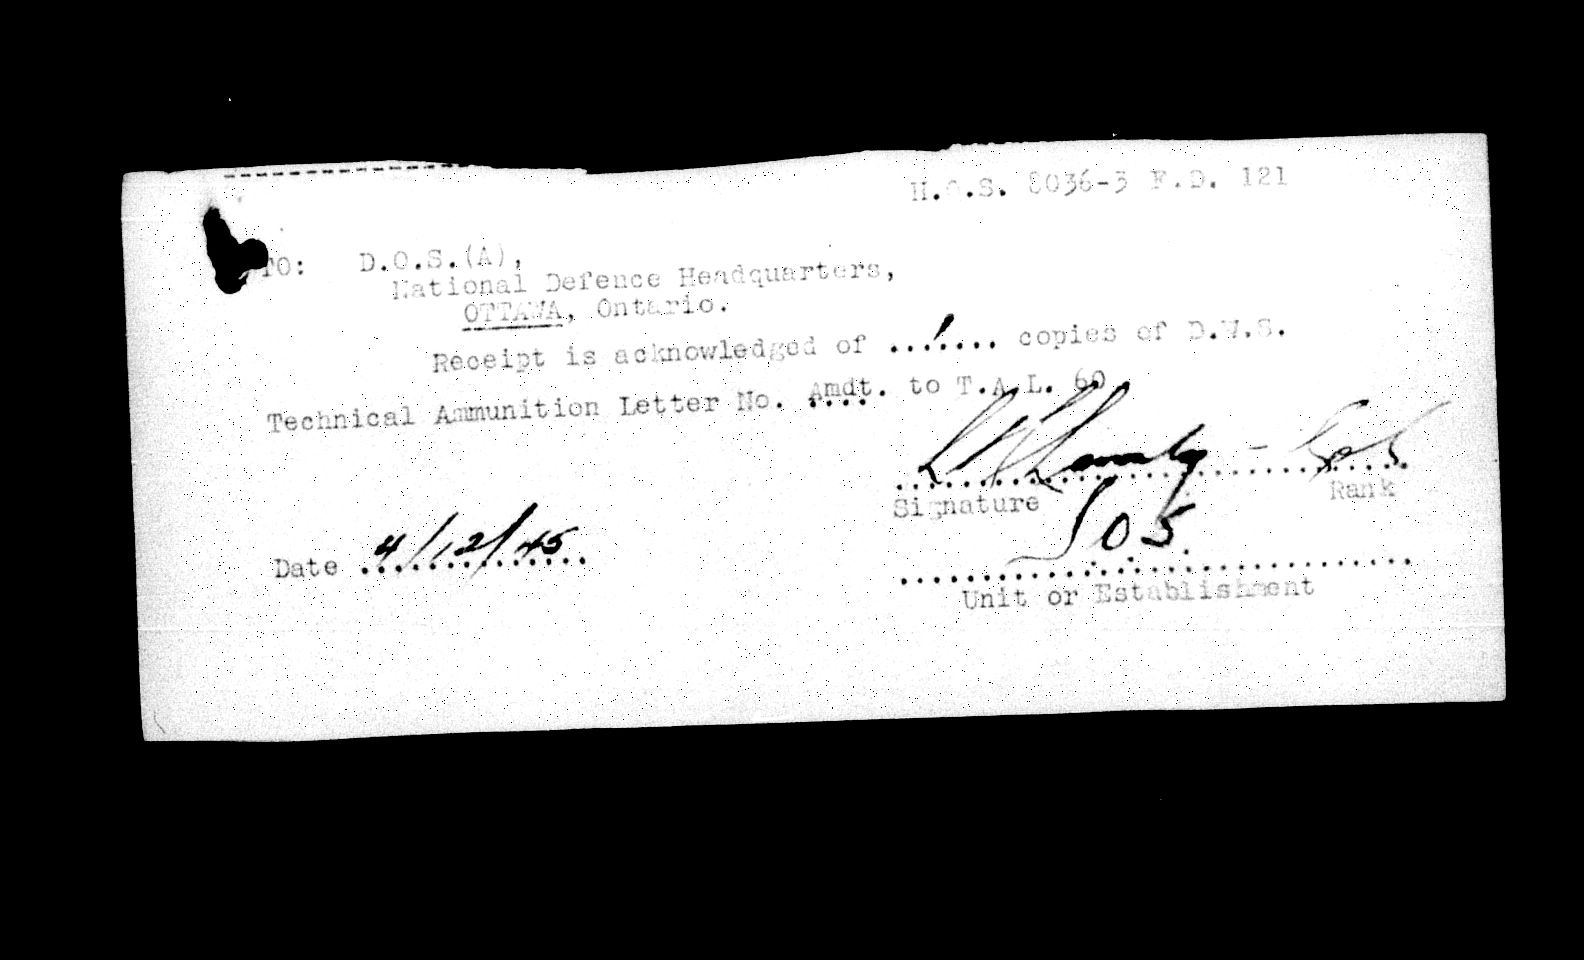 H.Q.S. 8036-3 F.D. 121
TO: D.O.S.(A),
National Defence Headquarters,
OTTAWA, Ontario.
Receipt is acknowledged of ...1.... copies of D.W.S.
Technical Ammunition Letter No. Amdt. to T.A.L. 60
Signature Rank
Date 4/12/45
Unit or Establishment